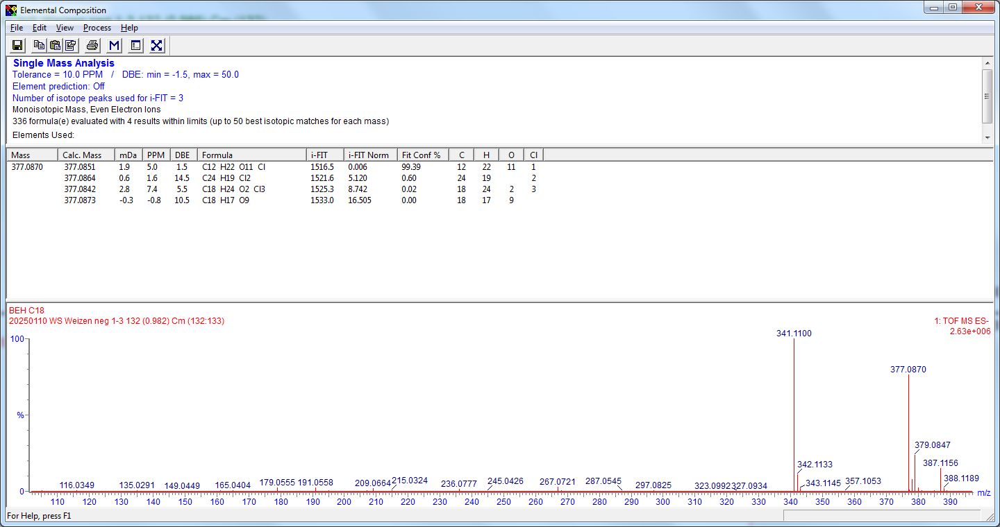 Elemental Composition
File Edit View Process Help
Single Mass Analysis
Tolerance = 10.0 PPM / DBE: min = -1.5, max = 50.0
Element prediction: Off
Number of isotope peaks used for i-FIT = 3
Monoisotopic Mass, Even Electron Ions
336 formula(e) evaluated with 4 results within limits (up to 50 best isotopic matches for each mass)
Elements Used:
Mass Calc. Mass mDa PPM DBE Formula i-FIT i-FIT Norm Fit Conf % C H O Cl
377.0870 377.0851 1.9 5.0 1.5 C12 H22 O11 Cl 1516.5 0.006 99.39 12 22 11 1
377.0864 0.6 1.6 14.5 C24 H19 Cl2 1521.6 5.120 0.60 24 19 2
377.0842 2.8 7.4 5.5 C18 H24 O2 Cl3 1525.3 8.742 0.02 18 24 2 3
377.0873 -0.3 -0.8 10.5 C18 H17 O9 1533.0 16.505 0.00 18 17 9
BEH C18
20250110 WS Weizen neg 1-3 132 (0.982) Cm (132:133)
1: TOF MS ES-
2.63e+006
100
341.1100
377.0870
%
379.0847
342.1133
387.1156
116.0349 135.0291 149.0449 165.0404 179.0555 191.0558 209.0664 215.0324 236.0777 245.0426 267.0721 287.0545 297.0825 323.0992 327.0934 343.1145 357.1053 388.1189
0
m/z
110 120 130 140 150 160 170 180 190 200 210 220 230 240 250 260 270 280 290 300 310 320 330 340 350 360 370 380 390
For Help, press F1